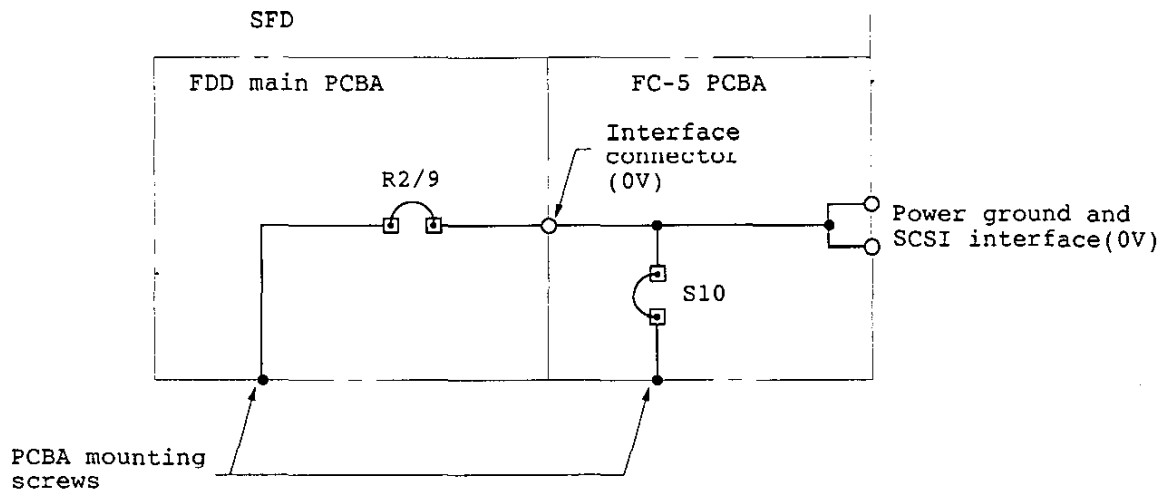 SFD
FDD main PCBA
FC-5 PCBA
Interface
connector
(0V)
R2/9
Power ground and
SCSI interface(0V)
S10
PCBA mounting
screws